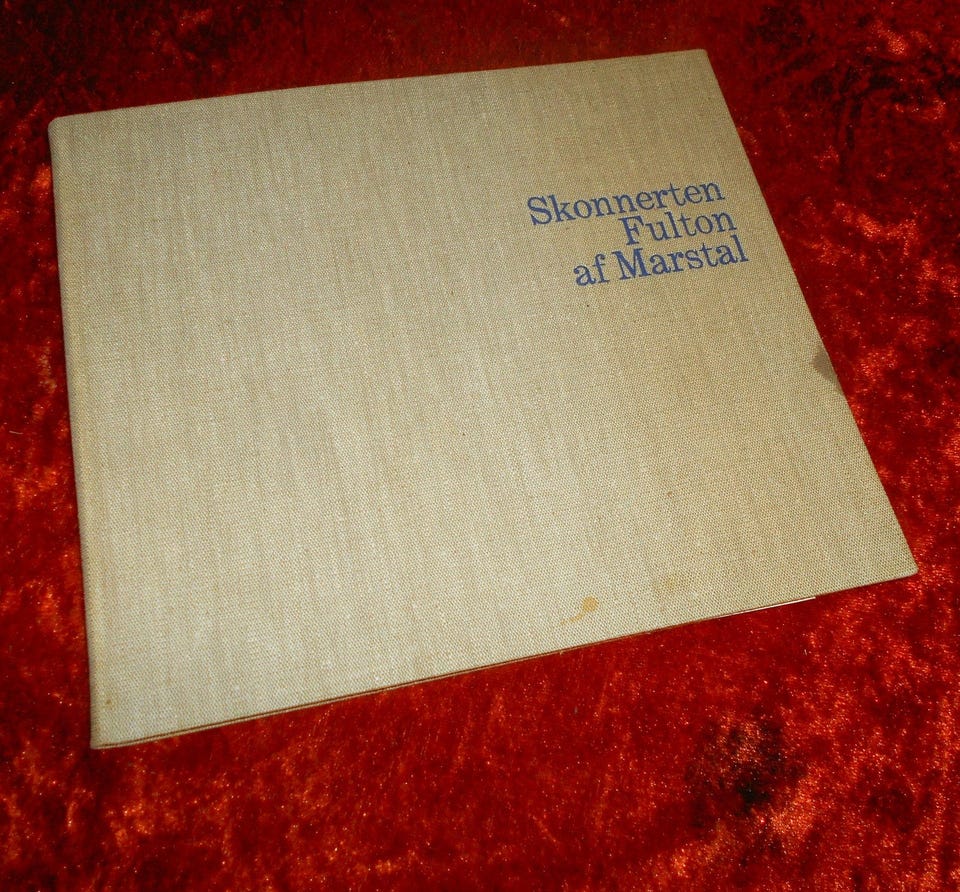 Skonnerten
Fulton
af Marstal